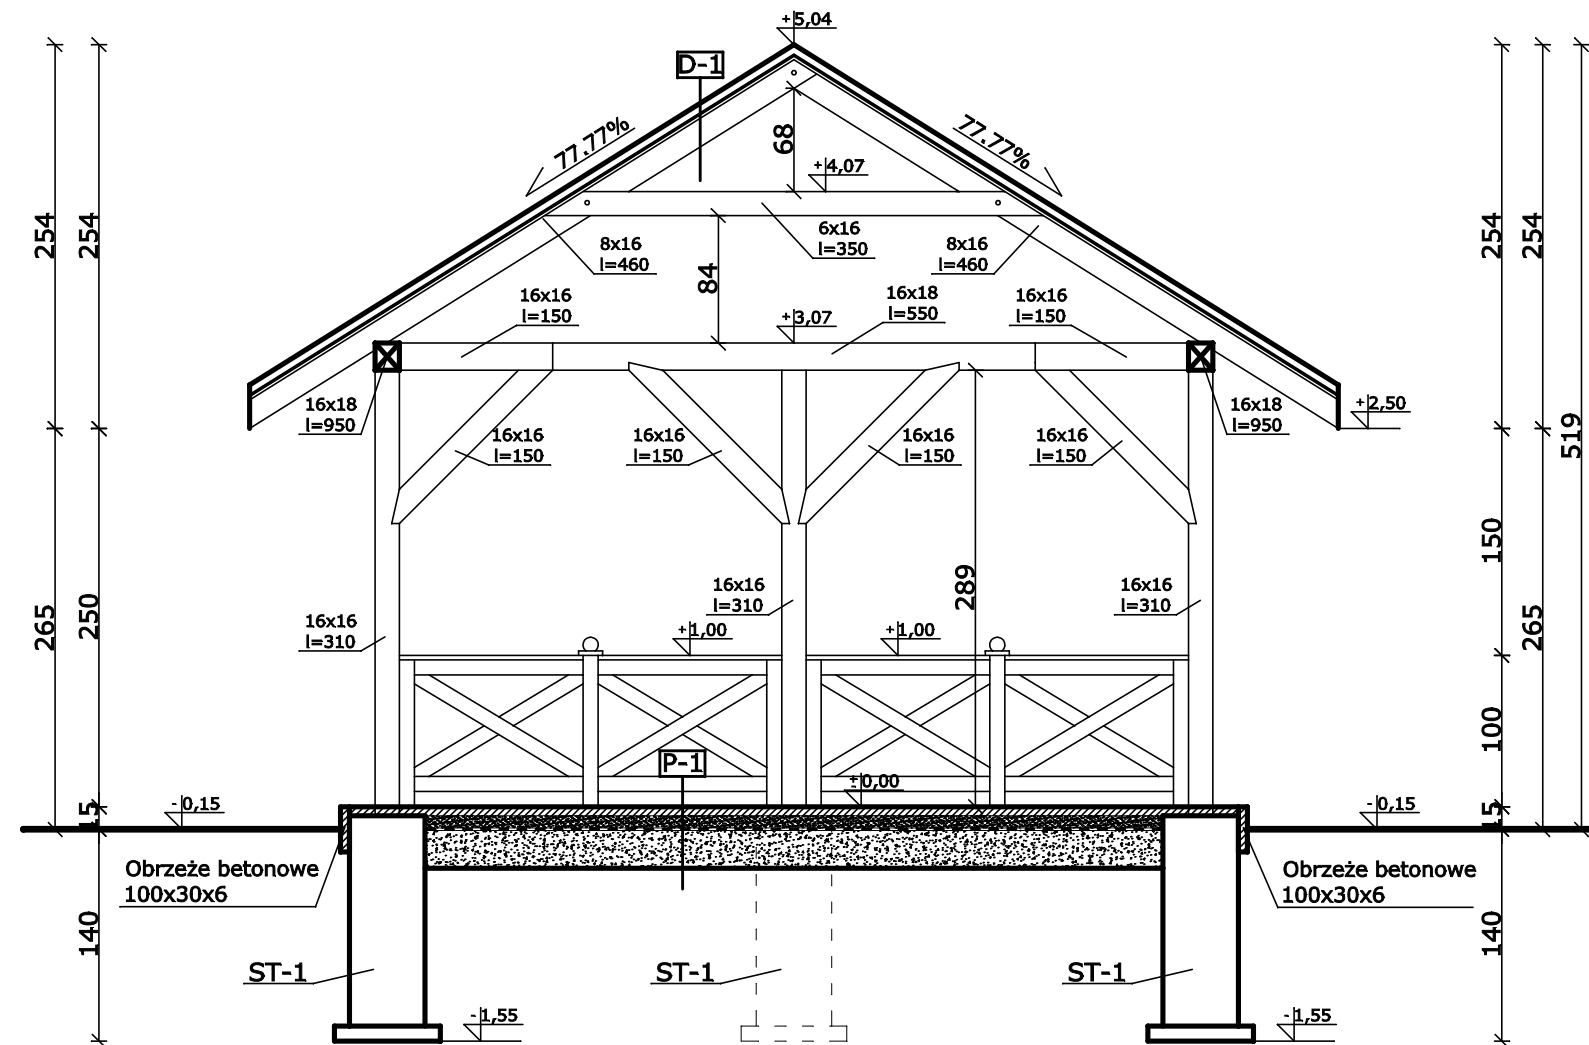 +5,04
D-1
77.77%
77.77%
68
+4,07
254
254
254
254
8x16
l=460
6x16
l=350
8x16
l=460
84
16x16
l=150
+3,07
16x18
l=550
16x16
l=150
16x18
l=950
16x18
l=950
+2,50
519
16x16
l=150
16x16
l=150
16x16
l=150
16x16
l=150
150
265
250
16x16
l=310
16x16
l=310
289
16x16
l=310
265
+1,00
+1,00
100
P-1
±0,00
-0,15
15
-0,15
15
Obrzeże betonowe
100x30x6
Obrzeże betonowe
100x30x6
140
140
ST-1
ST-1
ST-1
-1,55
-1,55